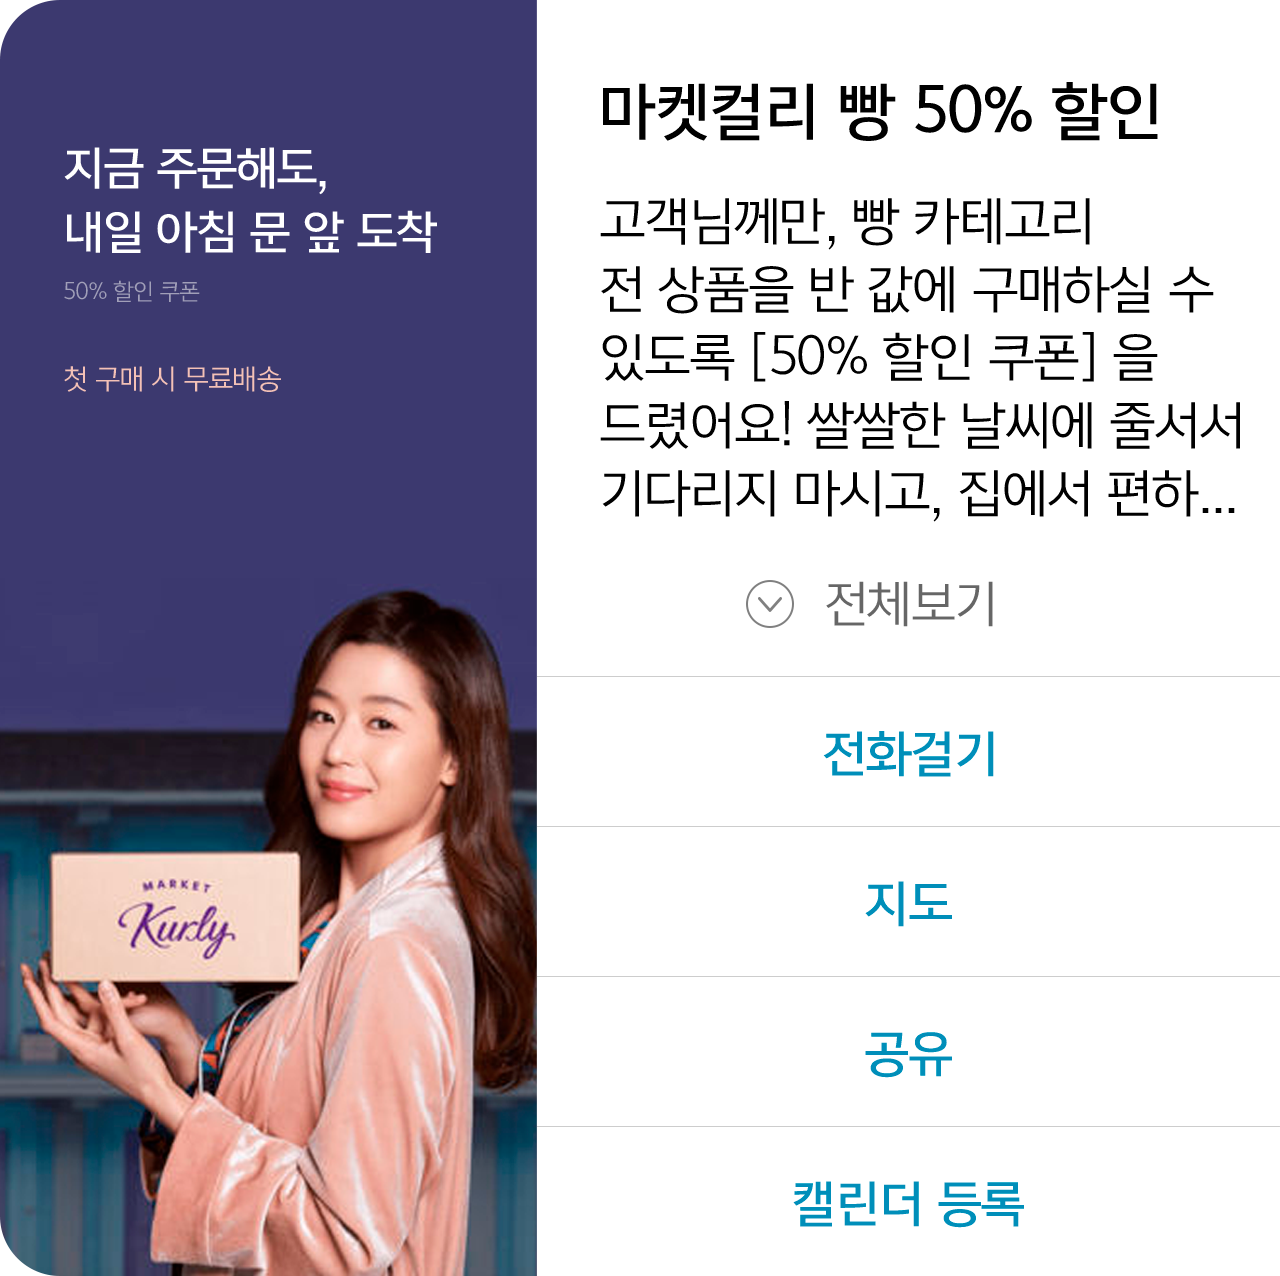 지금 주문해도,
내일 아침 문 앞 도착
50% 할인 쿠폰
첫 구매 시 무료배송
MARKET
Kurly
마켓컬리 빵 50% 할인
고객님께만, 빵 카테고리
전 상품을 반 값에 구매하실 수
있도록 [50% 할인 쿠폰] 을
드렸어요! 쌀쌀한 날씨에 줄서서
기다리지 마시고, 집에서 편하...
전체보기
전화걸기
지도
공유
캘린더 등록